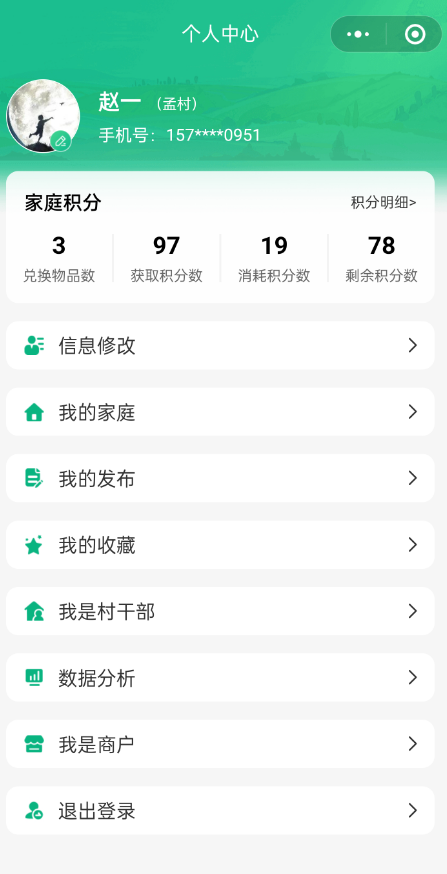 个人中心
赵一 （孟村）
手机号：157****0951
家庭积分 积分明细>
3 97 19 78
兑换物品数 获取积分数 消耗积分数 剩余积分数
信息修改
我的家庭
我的发布
我的收藏
我是村干部
数据分析
我是商户
退出登录